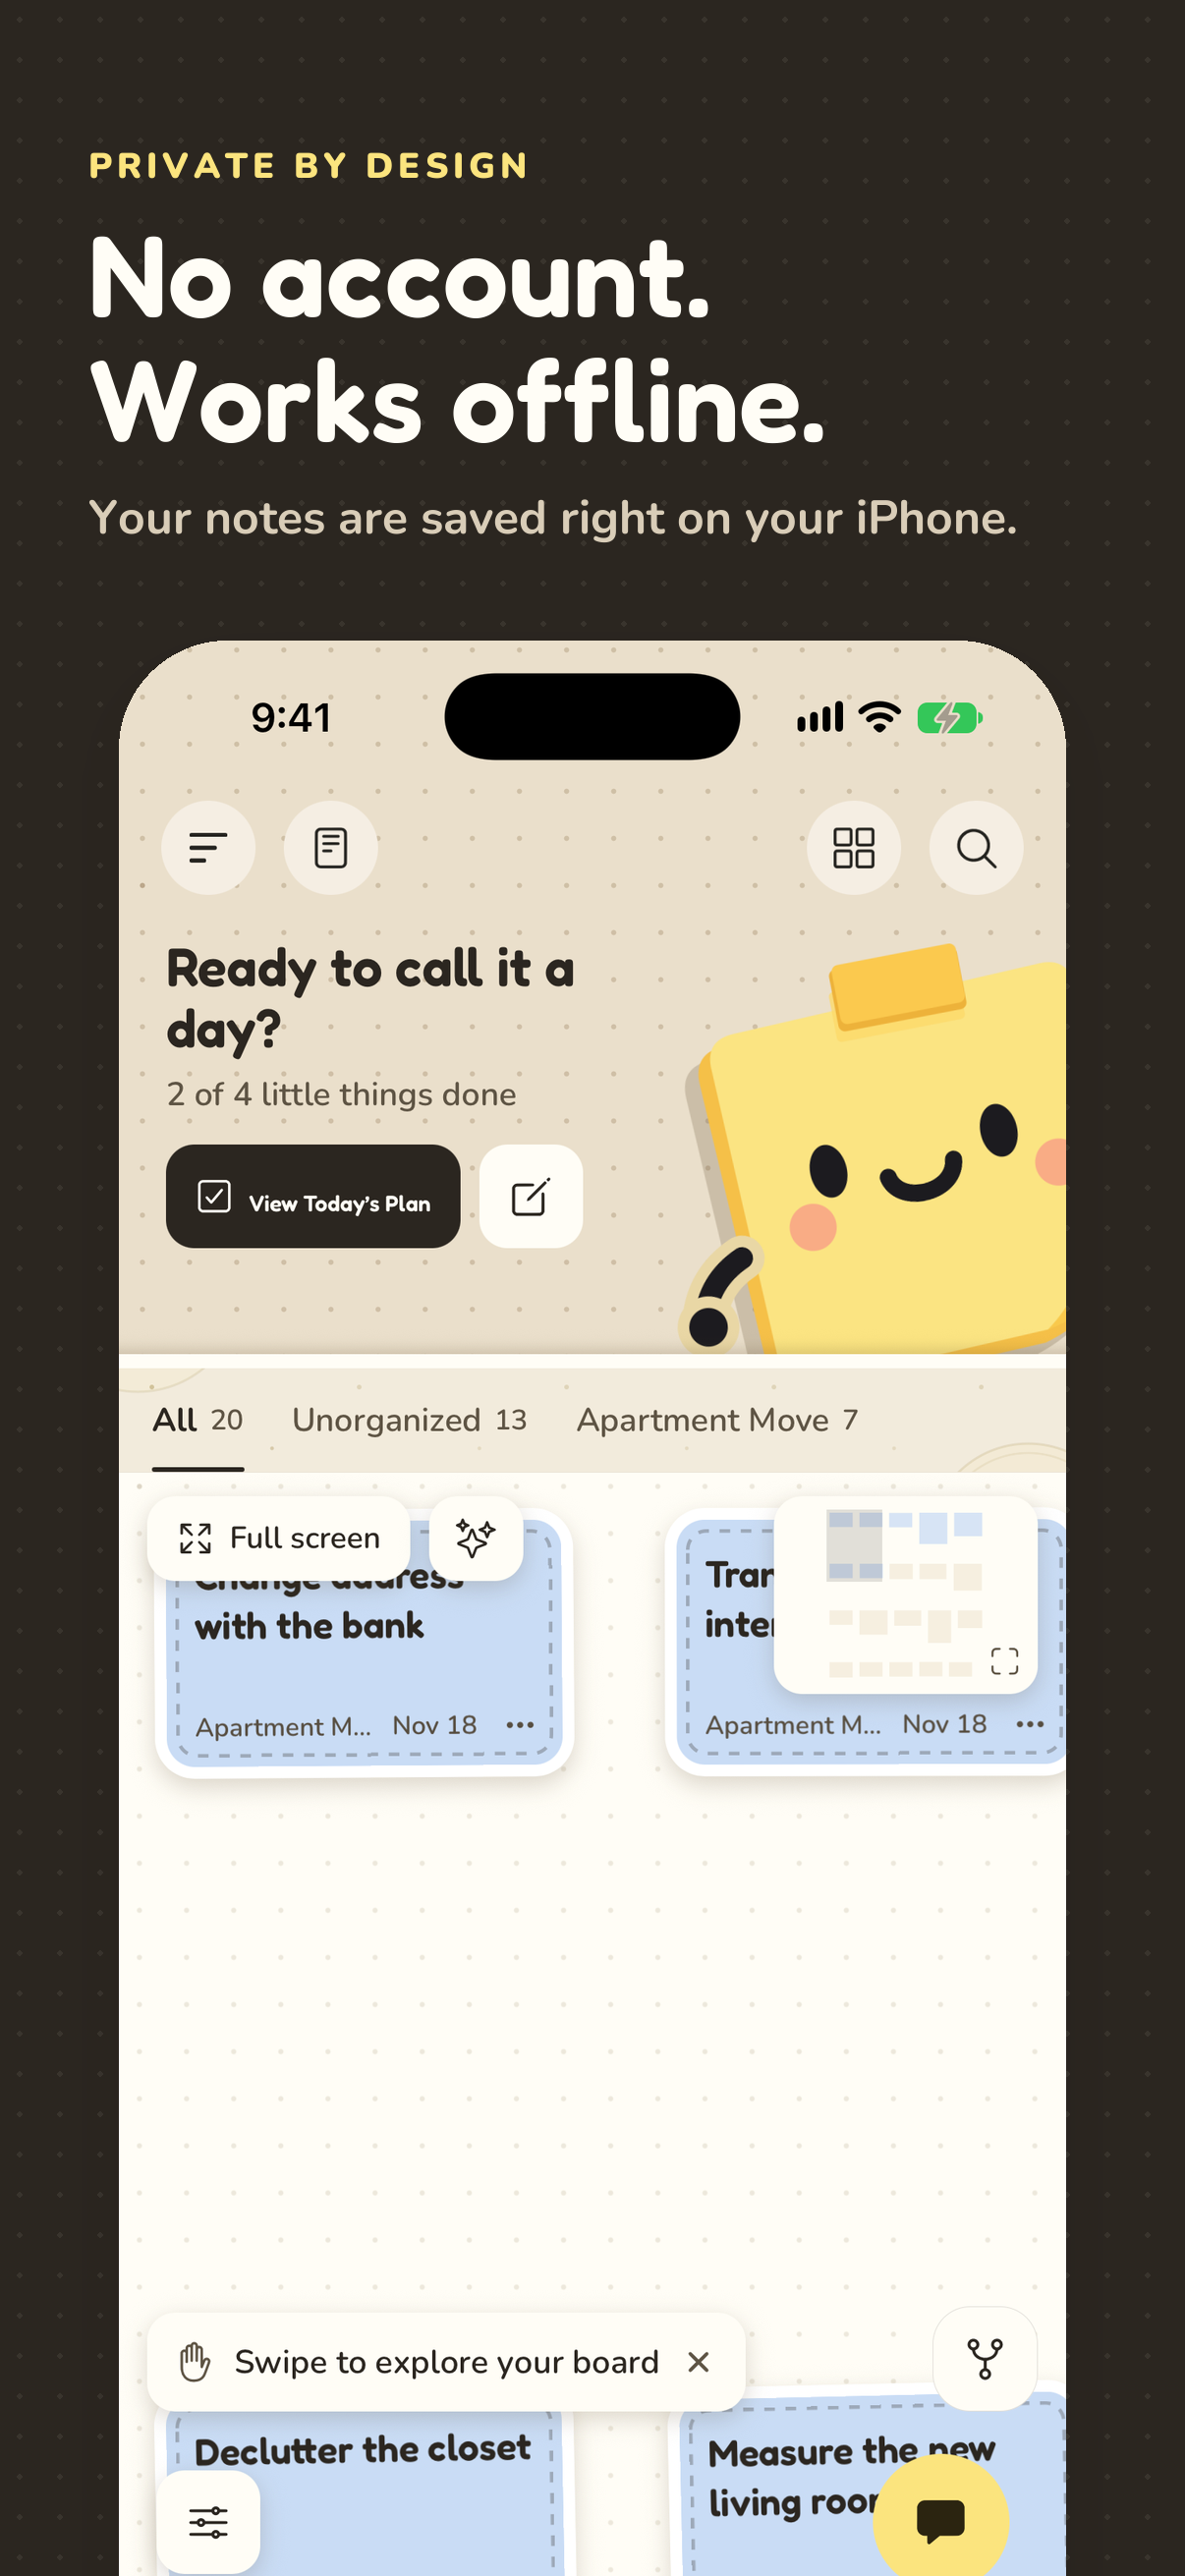 PRIVATE BY DESIGN
No account.
Works offline.
Your notes are saved right on your iPhone.
9:41
Ready to call it a
day?
2 of 4 little things done
View Today's Plan
All 20 Unorganized 13 Apartment Move 7
Full screen
Change address
with the bank
Apartment M... Nov 18
Apartment M... Nov 18
Swipe to explore your board
Declutter the closet
Measure the new
living